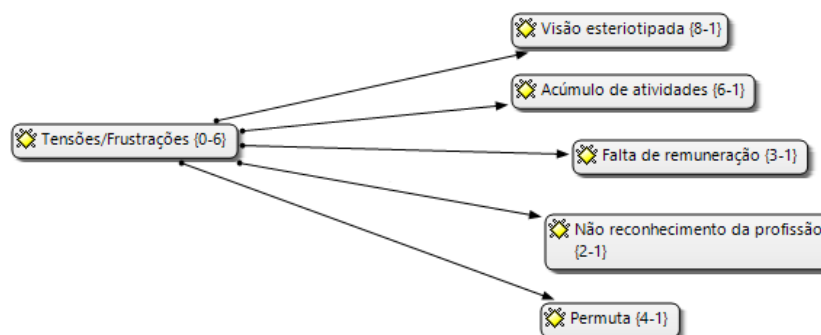 Visão esteriotipada {8-1}
Acúmulo de atividades {6-1}
Tensões/Frustrações {0-6}
Falta de remuneração {3-1}
Não reconhecimento da profissão
{2-1}
Permuta {4-1}